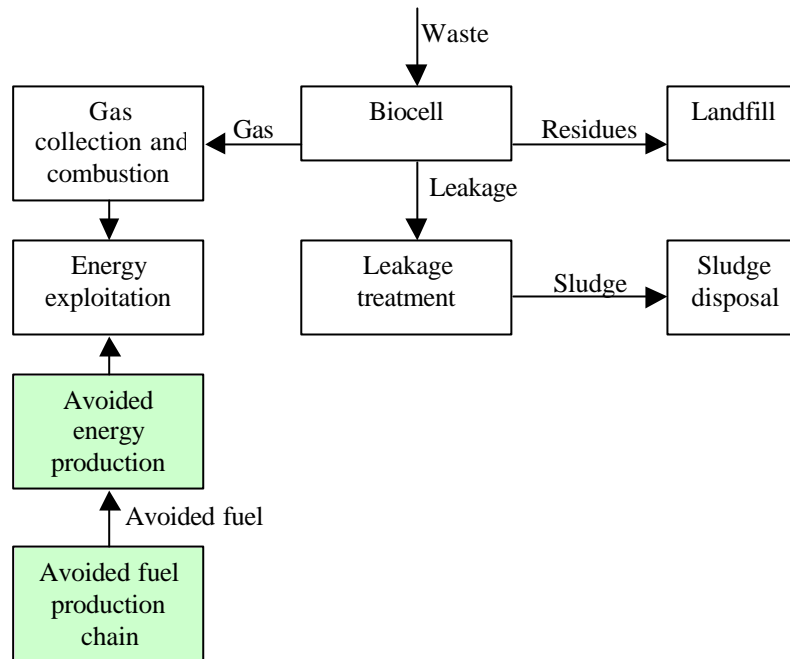 Waste
Gas
collection and
combustion
Gas
Biocell
Residues
Landfill
Leakage
Energy
exploitation
Leakage
treatment
Sludge
Sludge
disposal
Avoided
energy
production
Avoided fuel
Avoided fuel
production
chain